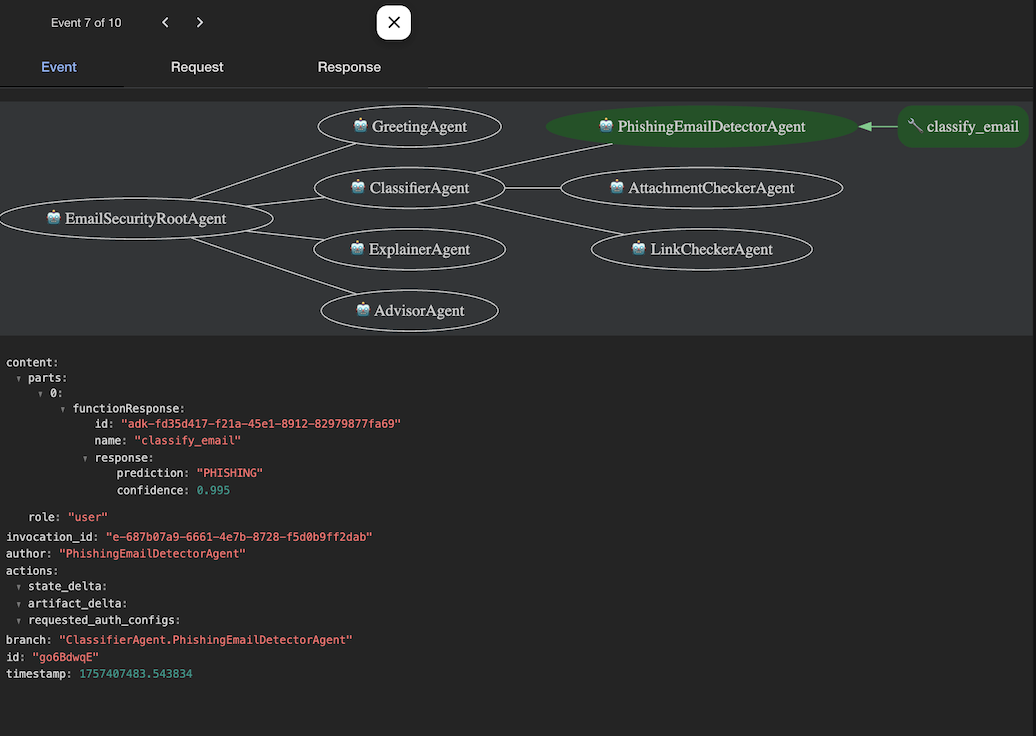 Event 7 of 10
Event Request Response
GreetingAgent
PhishingEmailDetectorAgent
classify_email
ClassifierAgent
AttachmentCheckerAgent
EmailSecurityRootAgent
ExplainerAgent
LinkCheckerAgent
AdvisorAgent
content:
parts:
0:
functionResponse:
id: "adk-fd35d417-f21a-45e1-8912-82979877fa69"
name: "classify_email"
response:
prediction: "PHISHING"
confidence: 0.995
role: "user"
invocation_id: "e-687b07a9-6661-4e7b-8728-f5d0b9ff2dab"
author: "PhishingEmailDetectorAgent"
actions:
state_delta:
artifact_delta:
requested_auth_configs:
branch: "ClassifierAgent.PhishingEmailDetectorAgent"
id: "go6BdwqE"
timestamp: 1757407483.543834